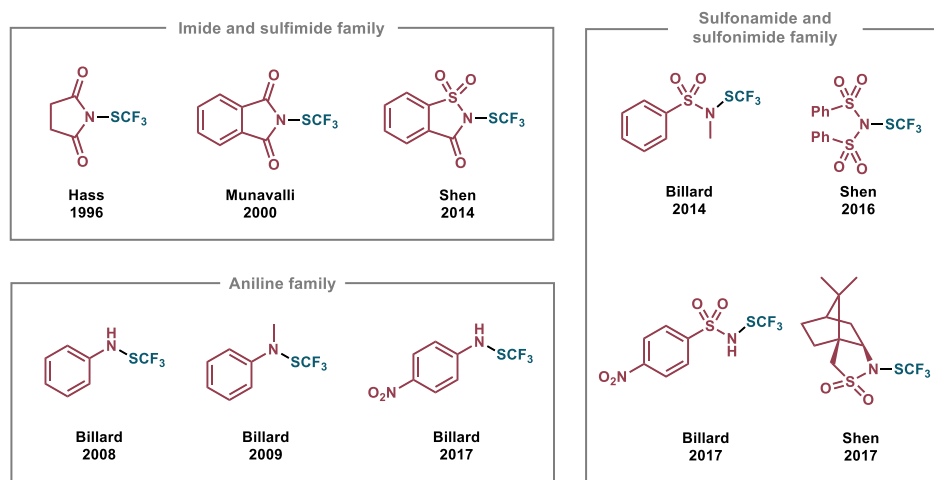 Imide and sulfimide family
O
N
SCF3
O
Hass
1996
O
N
SCF3
O
Munavalli
2000
O O
S
N
SCF3
O
Shen
2014
Aniline family
H
N
SCF3
Billard
2008
N
SCF3
Billard
2009
H
N
SCF3
O2N
Billard
2017
Sulfonamide and
sulfonimide family
O O
S
N
SCF3
Billard
2014
O
O
S
Ph
N
SCF3
Ph
S
O
O
Shen
2016
O O
S
N
H
SCF3
O2N
Billard
2017
N
SCF3
S
O
O
Shen
2017